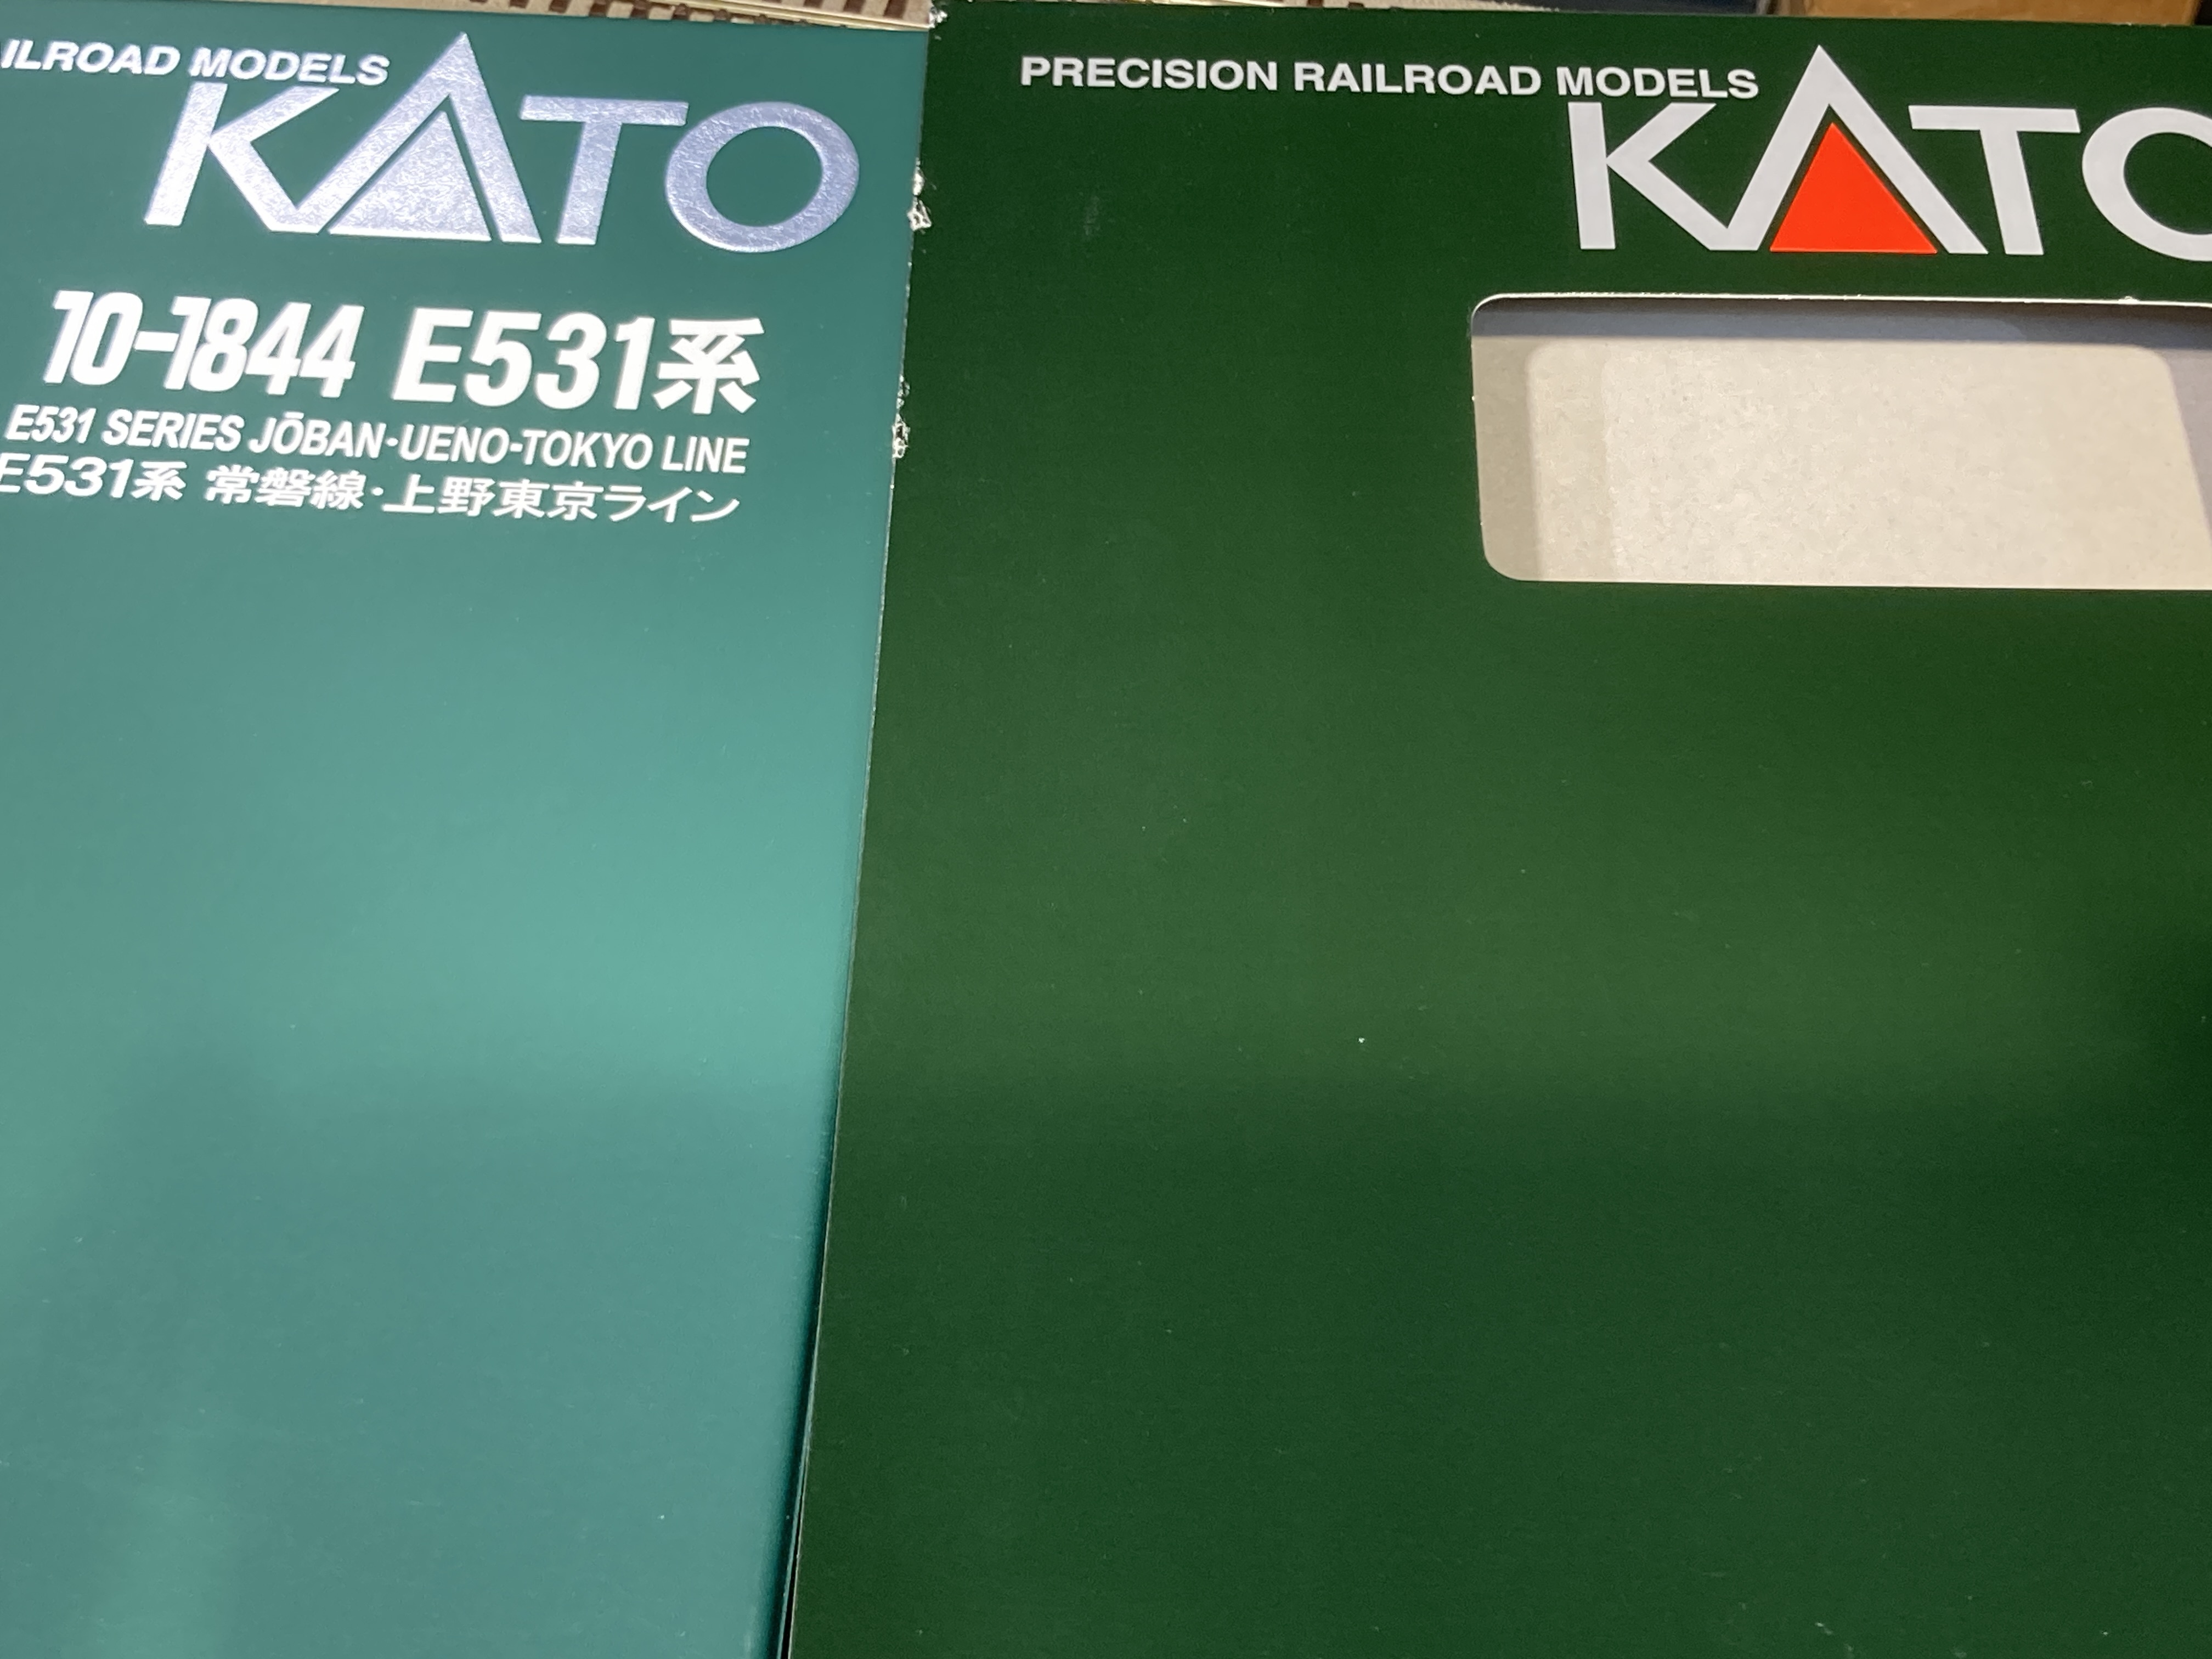 ILROAD MODELS
KATO
10-1844 E531系
E531 SERIES JŌBAN·UENO-TOKYO LINE
E531系 常磐線·上野東京ライン
PRECISION RAILROAD MODELS
KATO